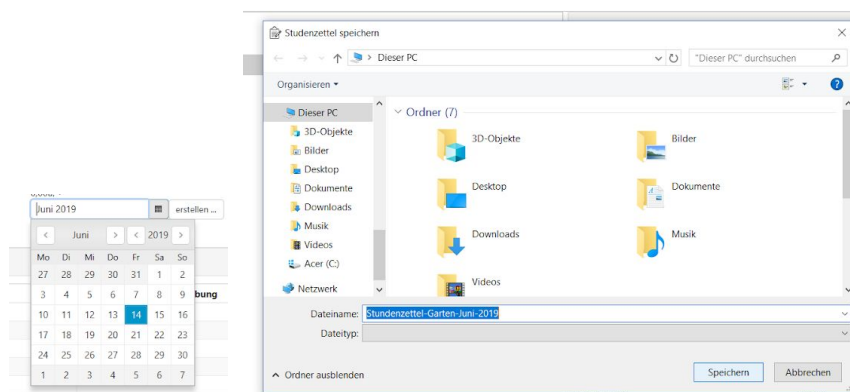 Juni 2019
erstellen ...
< Juni > < 2019 >
Mo Di Mi Do Fr Sa So
27 28 29 30 31 1 2
3 4 5 6 7 8 9
bung
10 11 12 13 14 15 16
17 18 19 20 21 22 23
24 25 26 27 28 29 30
1 2 3 4 5 6 7
Studenzettel speichern
Dieser PC
"Dieser PC" durchsuchen
Organisieren
Dieser PC
3D-Objekte
Bilder
Desktop
Dokumente
Downloads
Musik
Videos
Acer (C:)
Netzwerk
Ordner (7)
3D-Objekte
Bilder
Desktop
Dokumente
Downloads
Musik
Videos
Dateiname: Stundenzettel-Garten-Juni-2019
Dateityp:
Ordner ausblenden
Speichern
Abbrechen